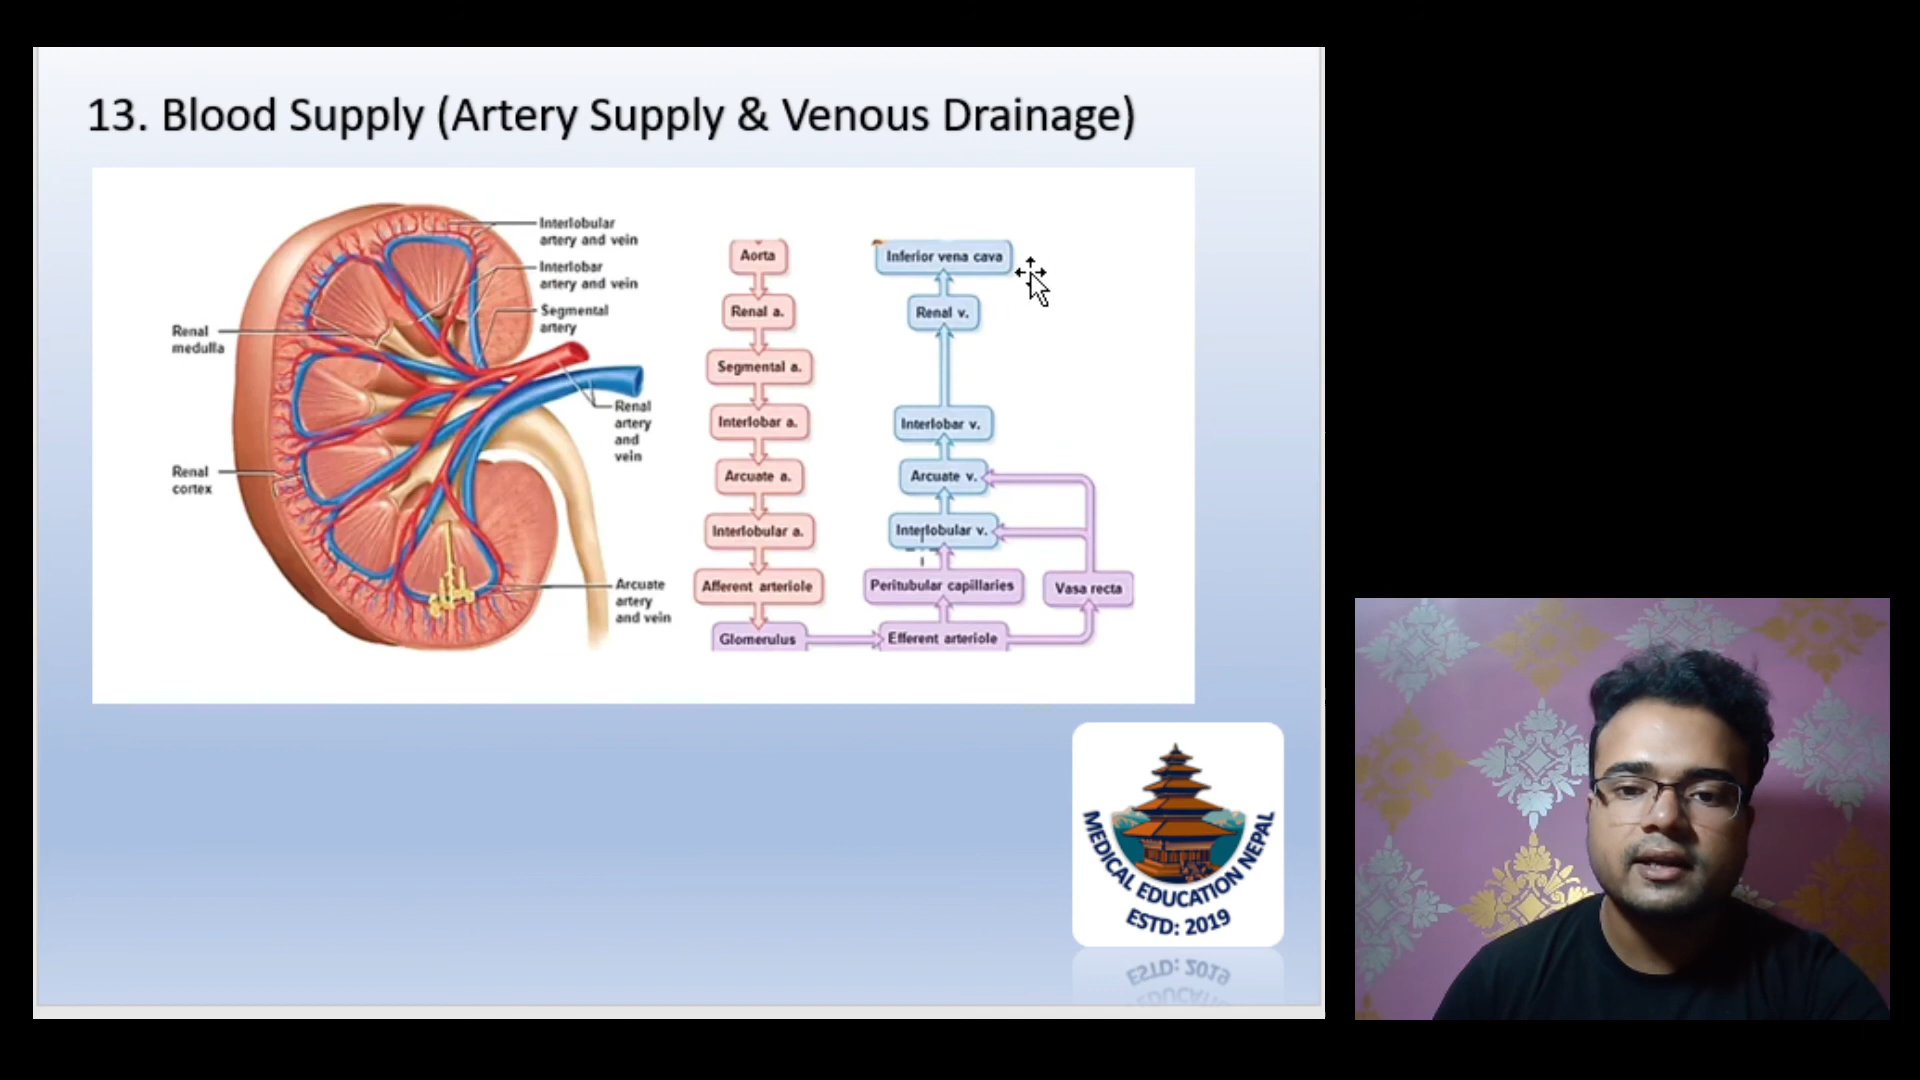 13. Blood Supply (Artery Supply & Venous Drainage)
Interlobular
artery and vein
Interlobar
artery and vein
Segmental
artery
Renal
medulla
Renal
artery
and
vein
Renal
cortex
Arcuate
artery
and vein
Aorta
Renal a.
Segmental a.
Interlobar a.
Arcuate a.
Interlobular a.
Afferent arteriole
Glomerulus
Inferior vena cava
Renal v.
Interlobar v.
Arcuate v.
Interlobular v.
Peritubular capillaries
Vasa recta
Efferent arteriole
MEDICAL EDUCATION NEPAL
ESTD: 2019